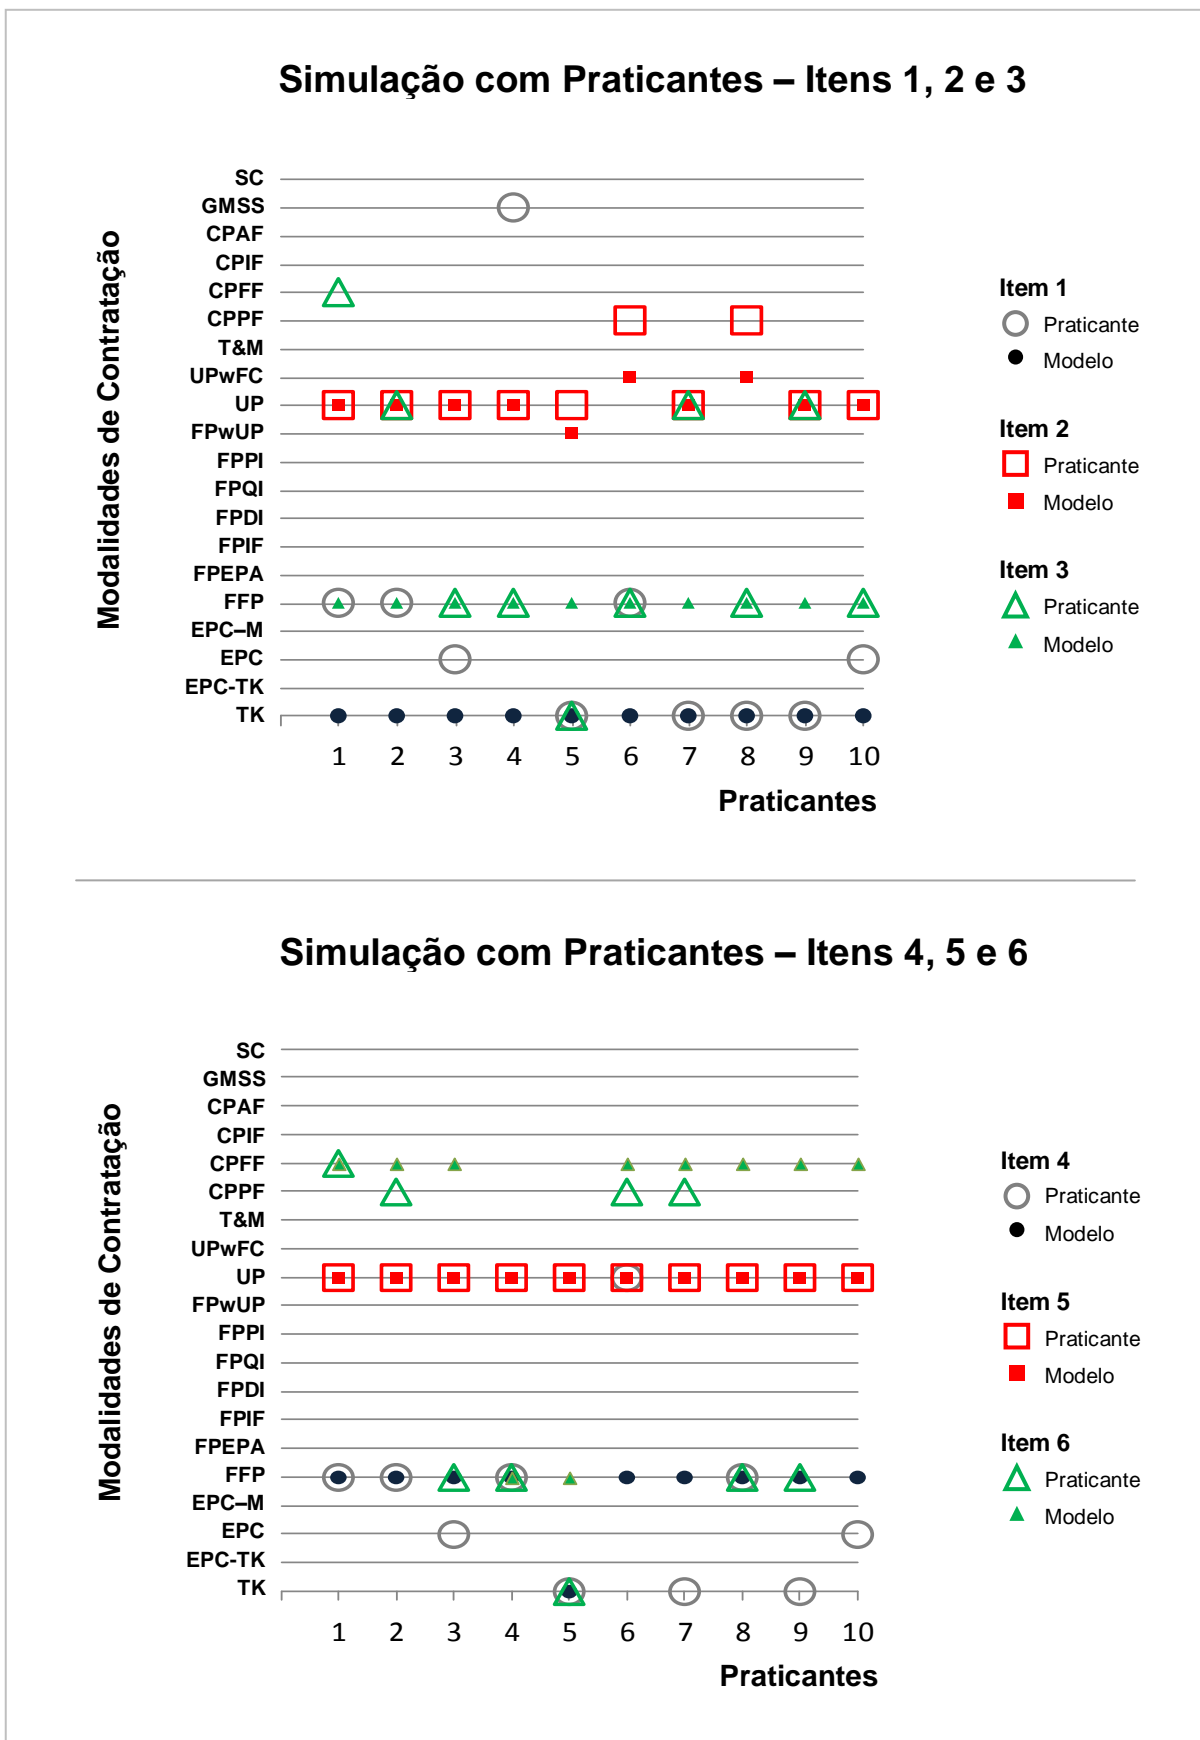 Simulação com Praticantes – Itens 1, 2 e 3
Modalidades de Contratação
SC
GMSS
CPAF
CPIF
CPFF
CPPF
T&M
UPwFC
UP
FPwUP
FPPI
FPQI
FPDI
FPIF
FPEPA
FFP
EPC–M
EPC
EPC-TK
TK
1 2 3 4 5 6 7 8 9 10
Praticantes
Item 1
Praticante
Modelo
Item 2
Praticante
Modelo
Item 3
Praticante
Modelo
Simulação com Praticantes – Itens 4, 5 e 6
Modalidades de Contratação
SC
GMSS
CPAF
CPIF
CPFF
CPPF
T&M
UPwFC
UP
FPwUP
FPPI
FPQI
FPDI
FPIF
FPEPA
FFP
EPC–M
EPC
EPC-TK
TK
1 2 3 4 5 6 7 8 9 10
Praticantes
Item 4
Praticante
Modelo
Item 5
Praticante
Modelo
Item 6
Praticante
Modelo